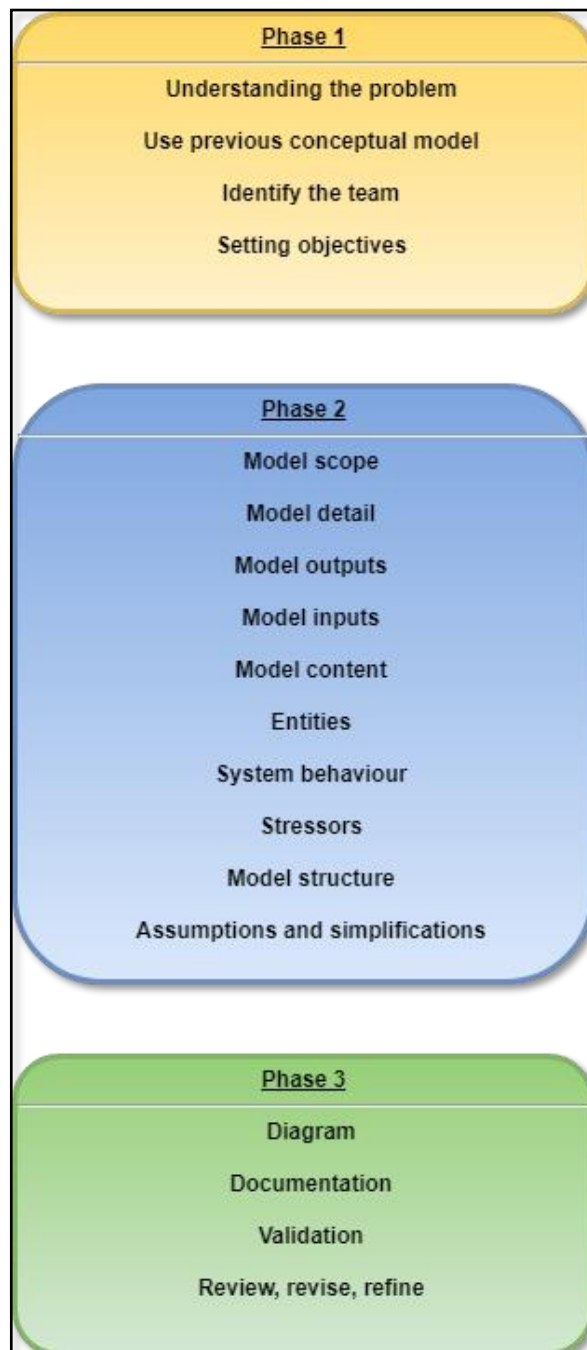 Phase 1
Understanding the problem
Use previous conceptual model
Identify the team
Setting objectives
Phase 2
Model scope
Model detail
Model outputs
Model inputs
Model content
Entities
System behaviour
Stressors
Model structure
Assumptions and simplifications
Phase 3
Diagram
Documentation
Validation
Review, revise, refine